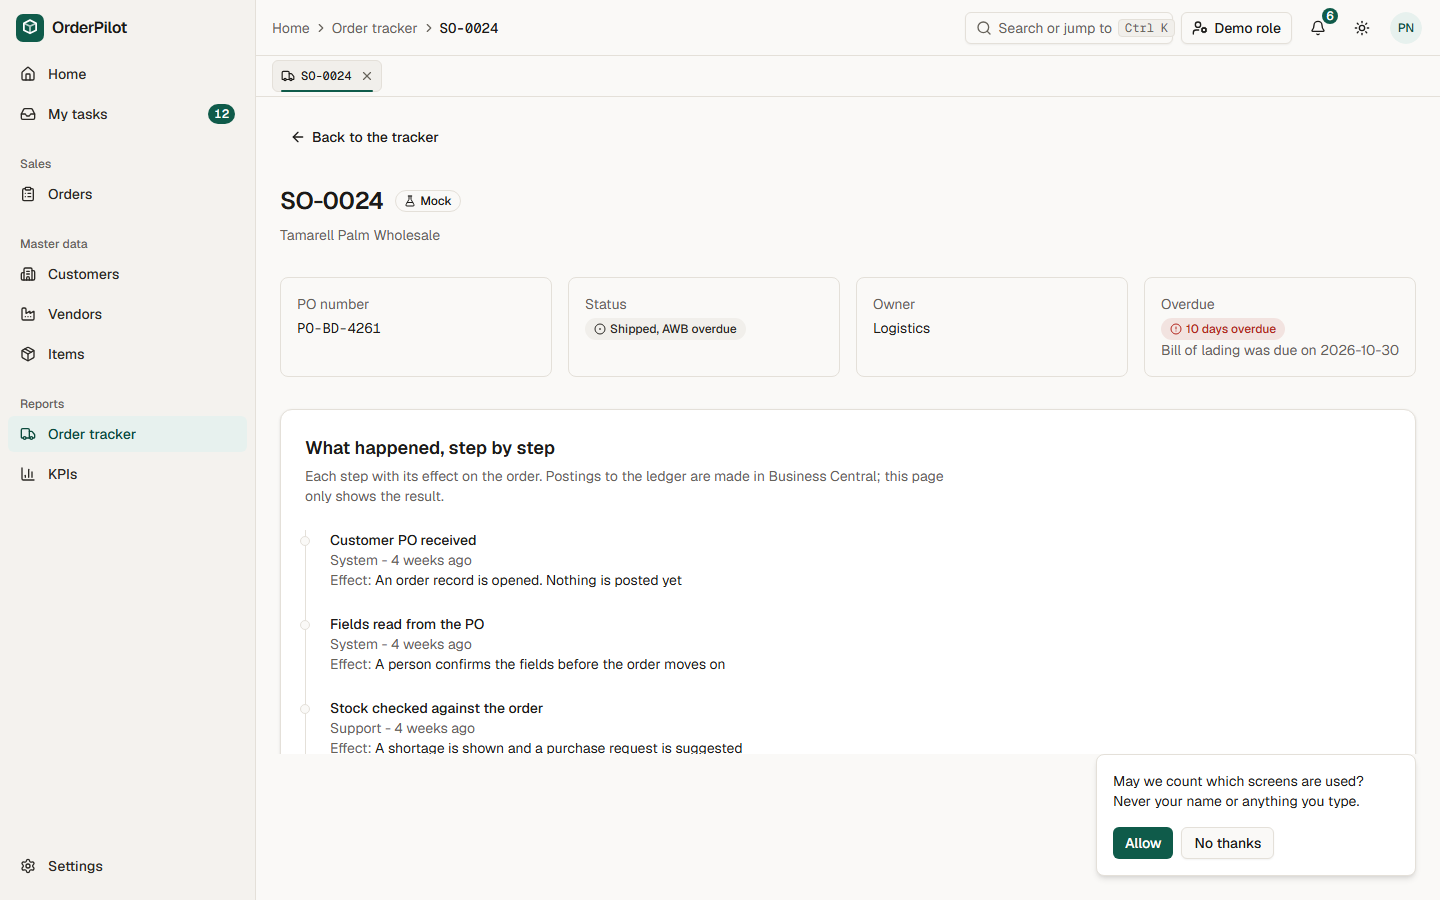 OrderPilot
Home
My tasks
12
Sales
Orders
Master data
Customers
Vendors
Items
Reports
Order tracker
KPIs
Settings
Home > Order tracker > SO-0024
Search or jump to
Ctrl K
Demo role
6
PN
SO-0024
Back to the tracker
SO-0024
Mock
Tamarell Palm Wholesale
PO number
PO-BD-4261
Status
Shipped, AWB overdue
Owner
Logistics
Overdue
10 days overdue
Bill of lading was due on 2026-10-30
What happened, step by step
Each step with its effect on the order. Postings to the ledger are made in Business Central; this page
only shows the result.
Customer PO received
System - 4 weeks ago
Effect: An order record is opened. Nothing is posted yet
Fields read from the PO
System - 4 weeks ago
Effect: A person confirms the fields before the order moves on
Stock checked against the order
Support - 4 weeks ago
Effect: A shortage is shown and a purchase request is suggested
May we count which screens are used?
Never your name or anything you type.
Allow
No thanks